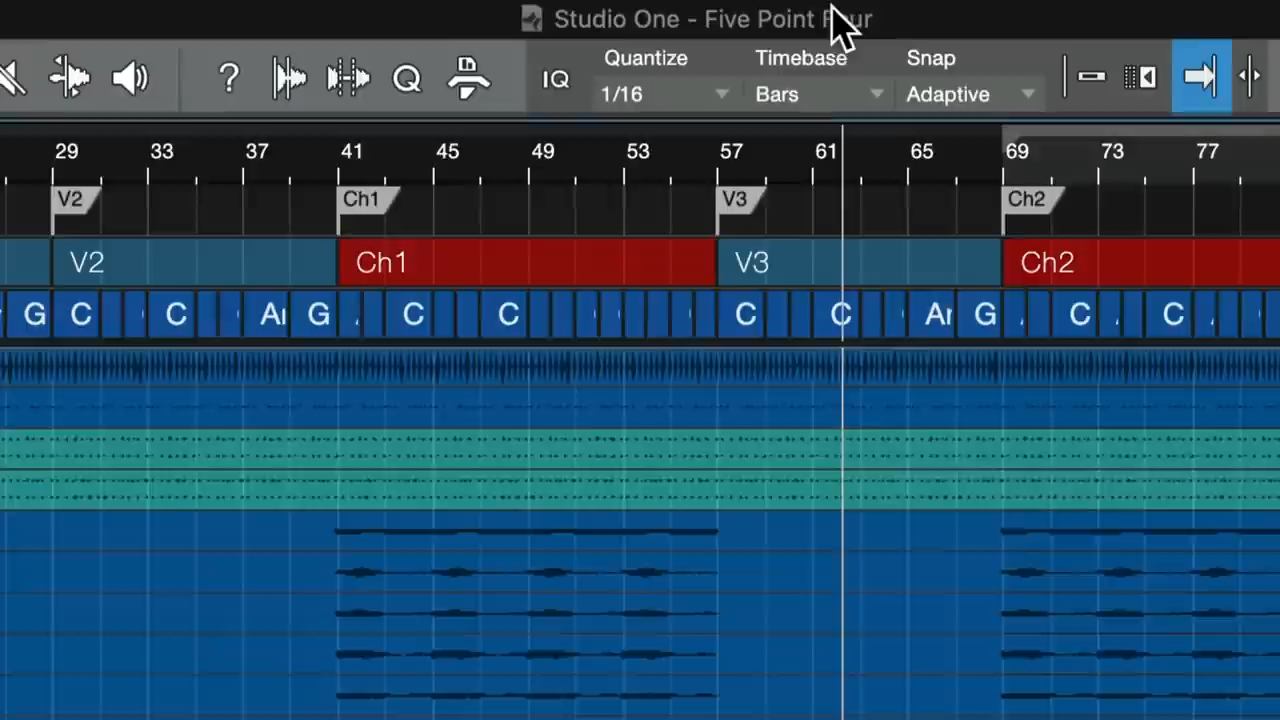 Studio One - Five Point Four
? Q IQ Quantize Timebase Snap
1/16 Bars Adaptive
29 33 37 41 45 49 53 57 61 65 69 73 77
V2 Ch1 V3 Ch2
V2 Ch1 V3 Ch2
G C C G C C C C G C C